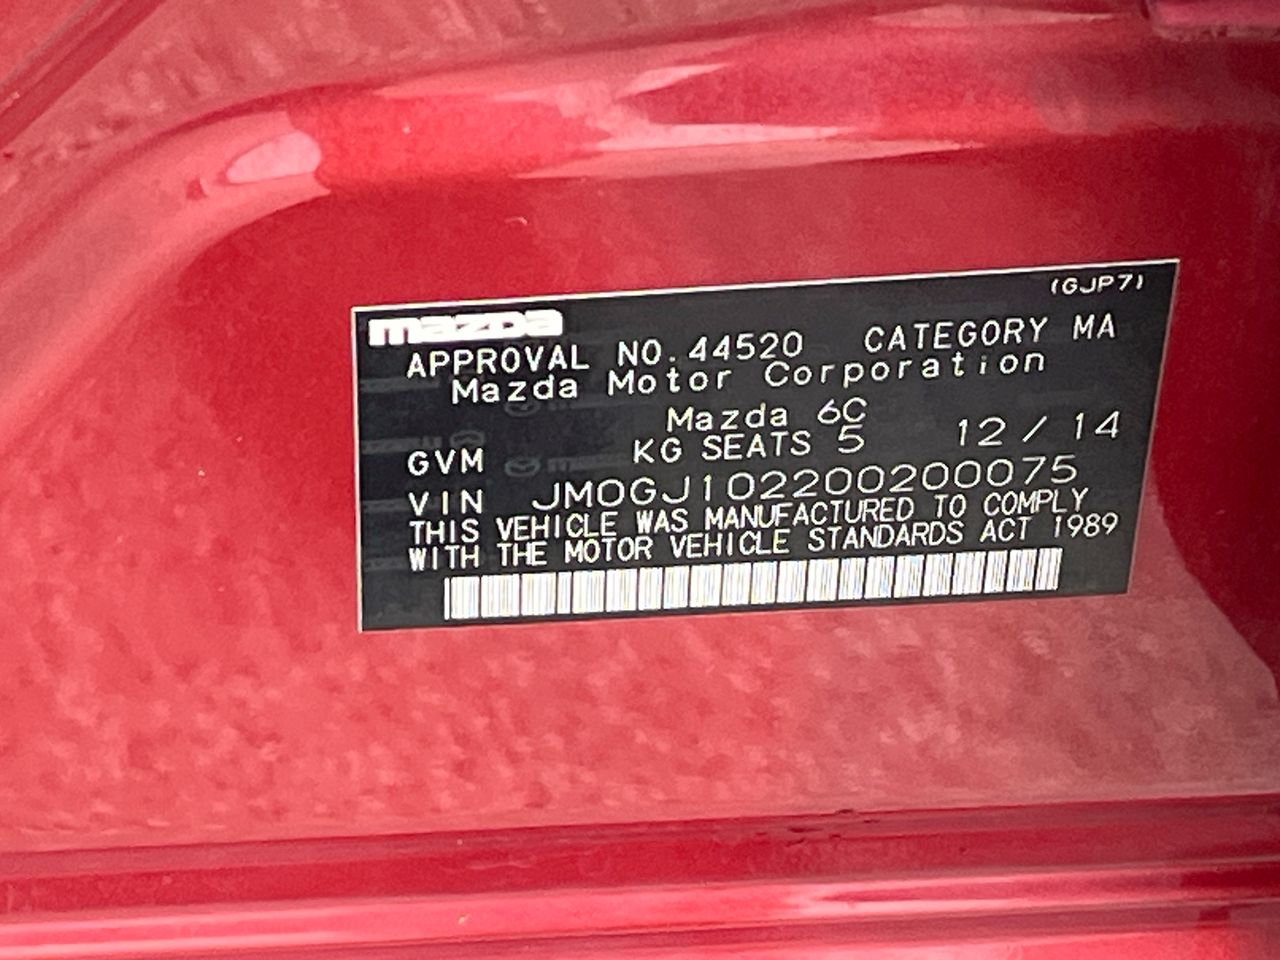 (GJP7)
mazda
APPROVAL NO. 44520 CATEGORY MA
Mazda Motor Corporation
Mazda 6C
GVM KG SEATS 5 12/14
VIN JM0GJ102200200075
THIS VEHICLE WAS MANUFACTURED TO COMPLY
WITH THE MOTOR VEHICLE STANDARDS ACT 1989